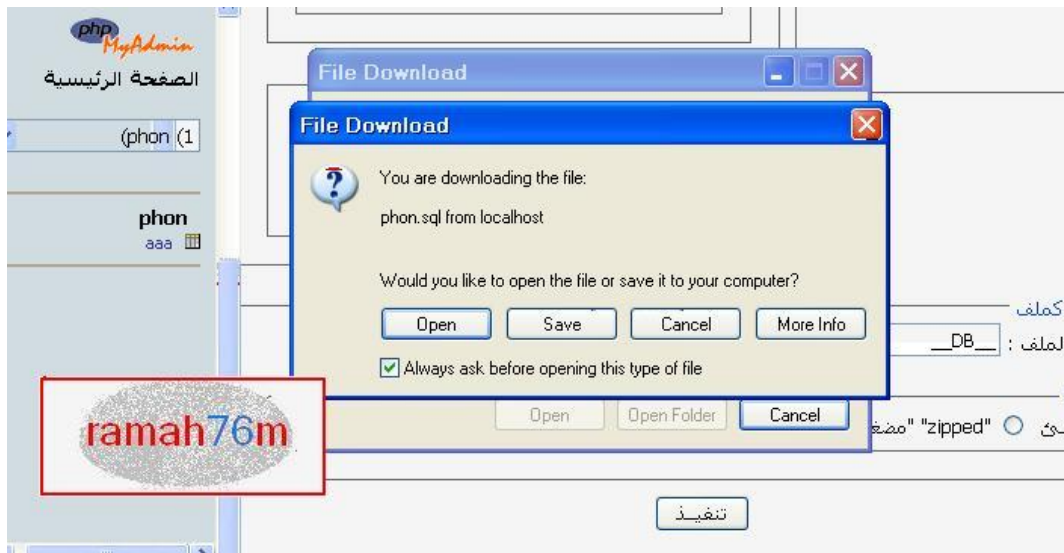 php
MyAdmin
الصفحة الرئيسية
(phon (1
phon
aaa
File Download
File Download
You are downloading the file:
phon.sql from localhost
Would you like to open the file or save it to your computer?
Open
Save
Cancel
More Info
Always ask before opening this type of file
Open
Open Folder
Cancel
كملف
__DB__
"zipped"
ramah76m
تنفيـذ